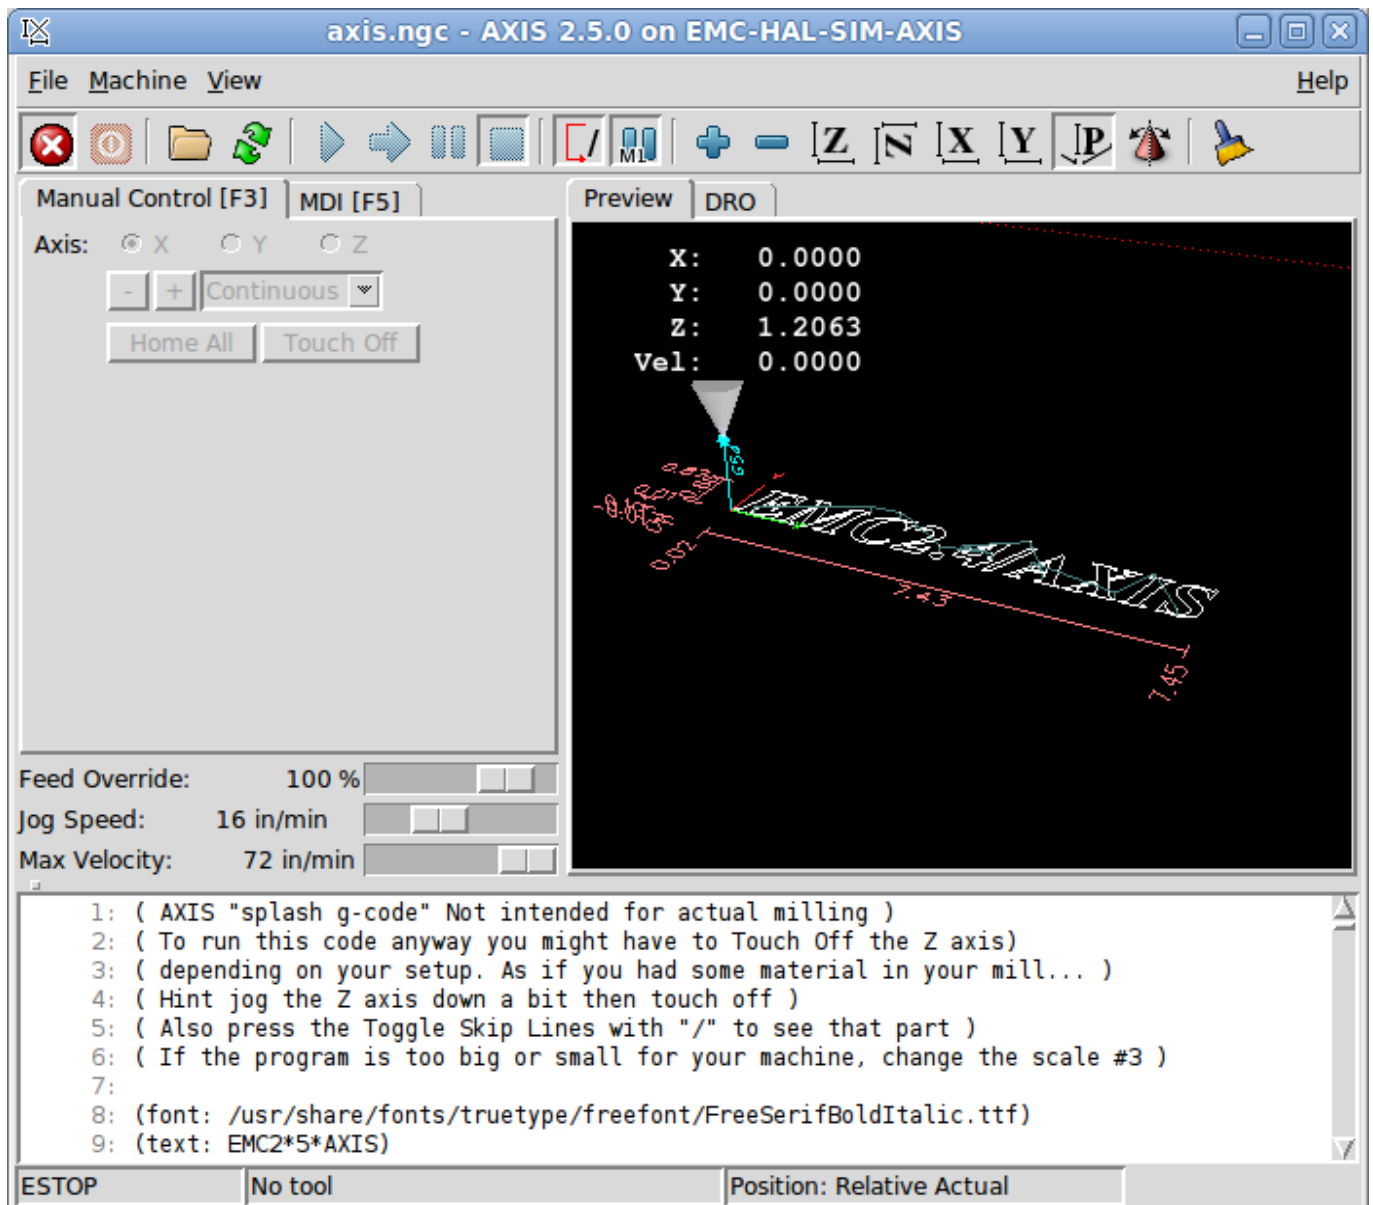 axis.ngc - AXIS 2.5.0 on EMC-HAL-SIM-AXIS
File Machine View Help
M1 Z N X Y P
Manual Control [F3] MDI [F5]
Axis: X Y Z
- + Continuous
Home All Touch Off
Preview DRO
X: 0.0000
Y: 0.0000
Z: 1.2063
Vel: 0.0000
EMC2.4/AXIS
0.02
7.43
7.45
Feed Override: 100 %
Jog Speed: 16 in/min
Max Velocity: 72 in/min
1: ( AXIS "splash g-code" Not intended for actual milling )
2: ( To run this code anyway you might have to Touch Off the Z axis)
3: ( depending on your setup. As if you had some material in your mill... )
4: ( Hint jog the Z axis down a bit then touch off )
5: ( Also press the Toggle Skip Lines with "/" to see that part )
6: ( If the program is too big or small for your machine, change the scale #3 )
7:
8: (font: /usr/share/fonts/truetype/freefont/FreeSerifBoldItalic.ttf)
9: (text: EMC2*5*AXIS)
ESTOP No tool Position: Relative Actual